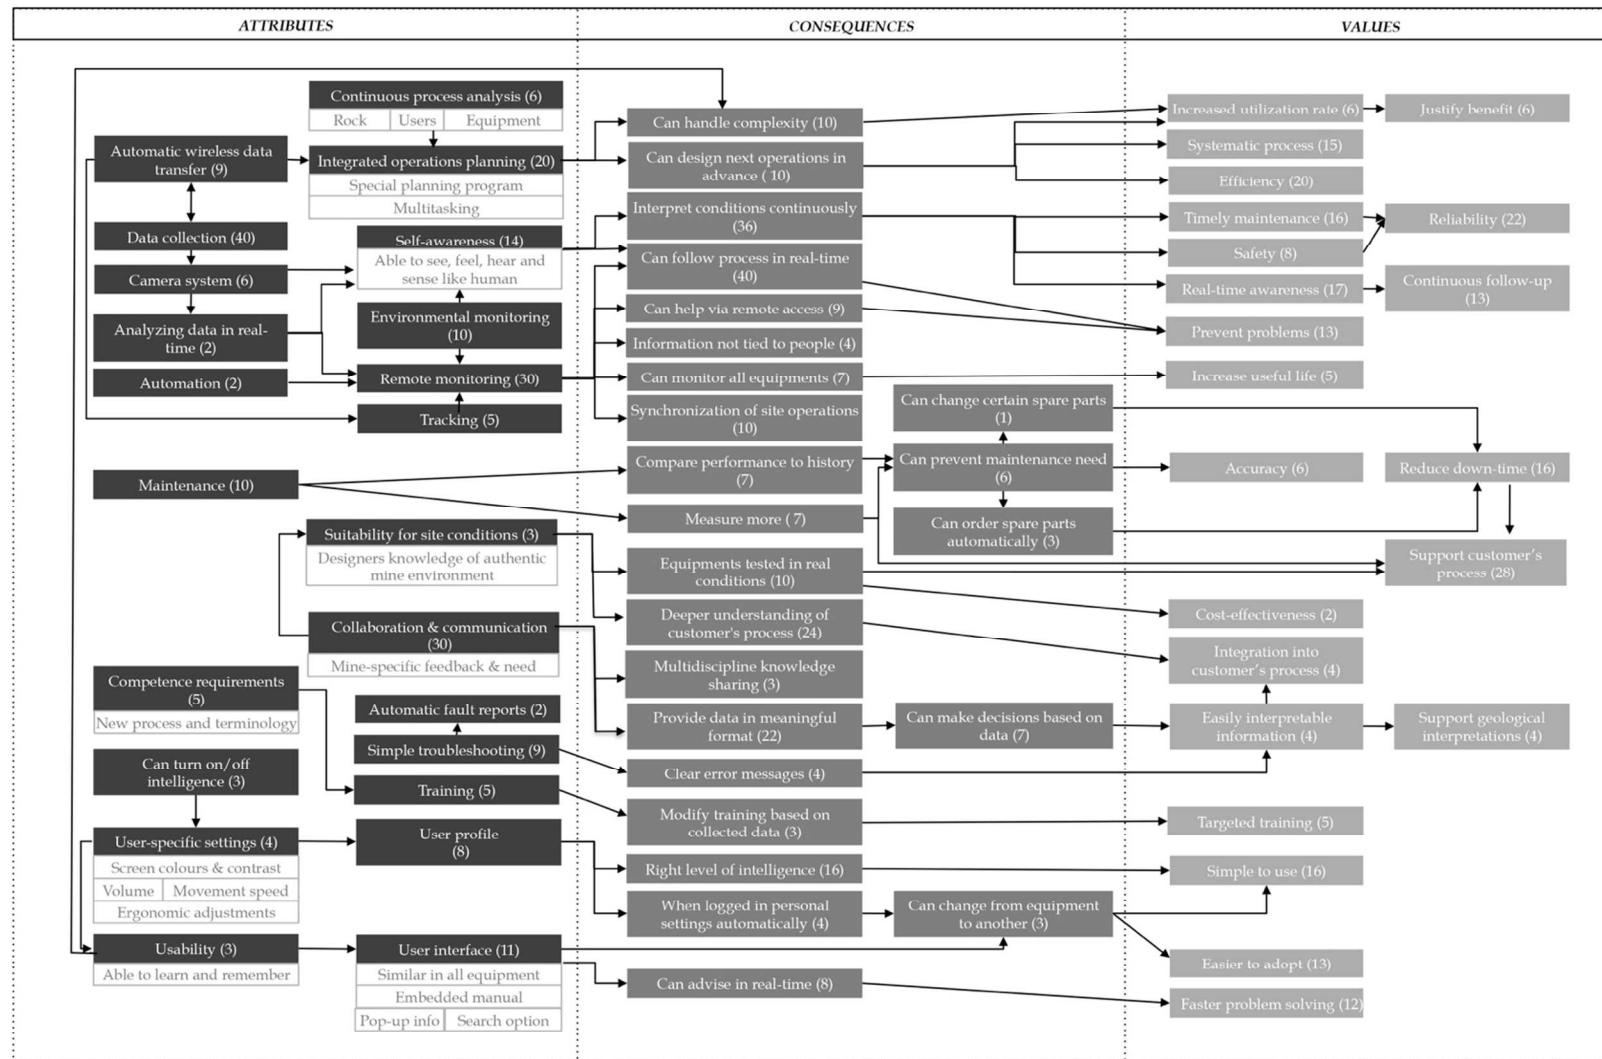 ATTRIBUTES
CONSEQUENCES
VALUES
Continuous process analysis (6)
Rock
Users
Equipment
Automatic wireless data
transfer (9)
Integrated operations planning (20)
Special planning program
Multitasking
Data collection (40)
Self-awareness (14)
Able to see, feel, hear and
sense like human
Camera system (6)
Environmental monitoring
(10)
Analyzing data in real-
time (2)
Automation (2)
Remote monitoring (30)
Tracking (5)
Maintenance (10)
Suitability for site conditions (3)
Designers knowledge of authentic
mine environment
Collaboration & communication
(30)
Mine-specific feedback & need
Competence requirements
(5)
New process and terminology
Automatic fault reports (2)
Simple troubleshooting (9)
Can turn on/off
intelligence (3)
Training (5)
User-specific settings (4)
Screen colours & contrast
Volume
Movement speed
Ergonomic adjustments
User profile
(8)
Usability (3)
Able to learn and remember
User interface (11)
Similar in all equipment
Embedded manual
Pop-up info
Search option
Can handle complexity (10)
Can design next operations in
advance ( 10)
Interpret conditions continuously
(36)
Can follow process in real-time
(40)
Can help via remote access (9)
Information not tied to people (4)
Can monitor all equipments (7)
Synchronization of site operations
(10)
Can change certain spare parts
(1)
Compare performance to history
(7)
Can prevent maintenance need
(6)
Measure more ( 7)
Can order spare parts
automatically (3)
Equipments tested in real
conditions (10)
Deeper understanding of
customer's process (24)
Multidiscipline knowledge
sharing (3)
Provide data in meaningful
format (22)
Can make decisions based on
data (7)
Clear error messages (4)
Modify training based on
collected data (3)
Right level of intelligence (16)
When logged in personal
settings automatically (4)
Can change from equipment
to another (3)
Can advise in real-time (8)
Increased utilization rate (6)
Justify benefit (6)
Systematic process (15)
Efficiency (20)
Timely maintenance (16)
Reliability (22)
Safety (8)
Real-time awareness (17)
Continuous follow-up
(13)
Prevent problems (13)
Increase useful life (5)
Accuracy (6)
Reduce down-time (16)
Support customer’s
process (28)
Cost-effectiveness (2)
Integration into
customer’s process (4)
Easily interpretable
information (4)
Support geological
interpretations (4)
Targeted training (5)
Simple to use (16)
Easier to adopt (13)
Faster problem solving (12)